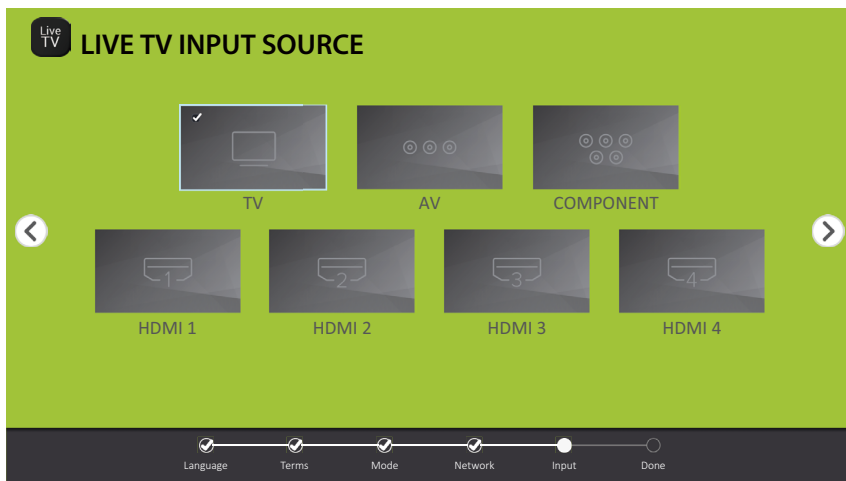 Live
TV
LIVE TV INPUT SOURCE
TV
AV
COMPONENT
1
2
3
4
HDMI 1
HDMI 2
HDMI 3
HDMI 4
Language
Terms
Mode
Network
Input
Done